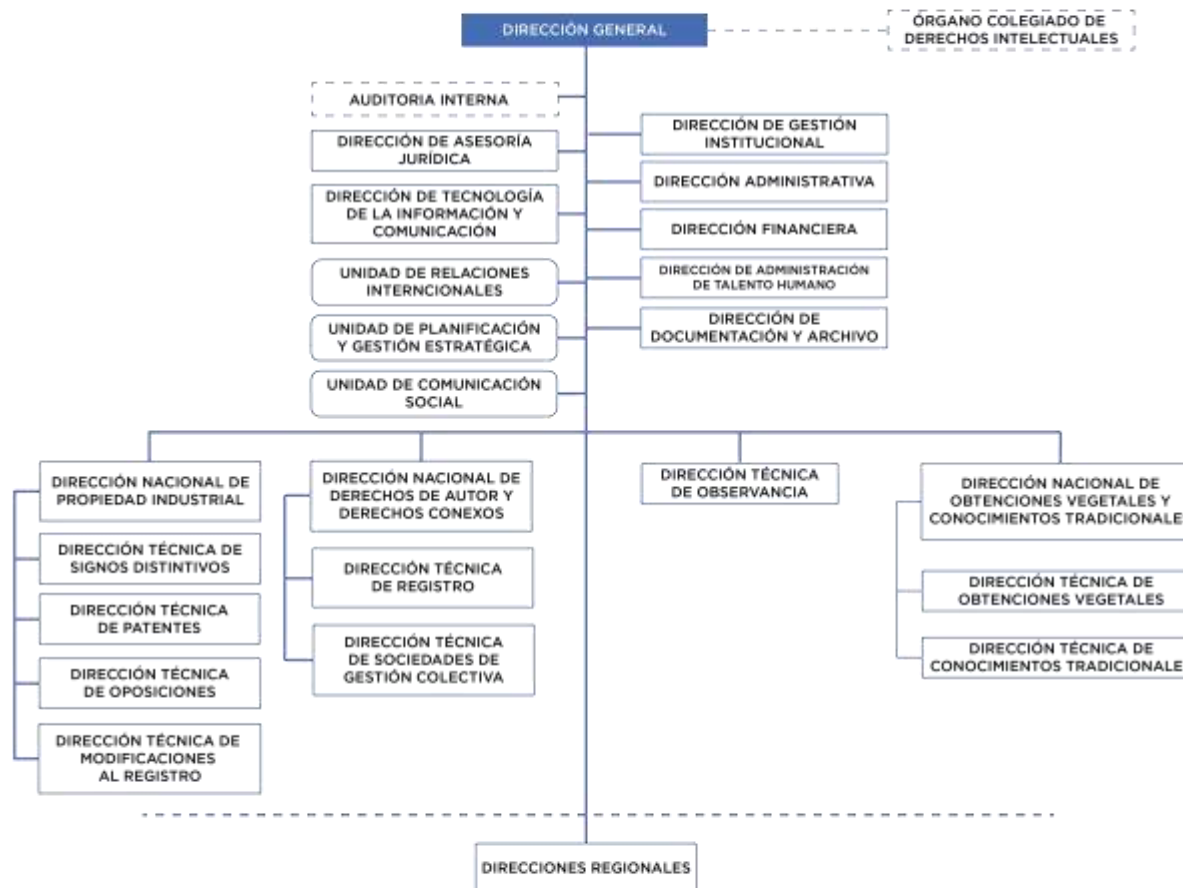 DIRECCIÓN GENERAL
ÓRGANO COLEGIADO DE
DERECHOS INTELECTUALES
AUDITORIA INTERNA
DIRECCIÓN DE ASESORÍA
JURÍDICA
DIRECCIÓN DE TECNOLOGÍA
DE LA INFORMACIÓN Y
COMUNICACIÓN
UNIDAD DE RELACIONES
INTERNCIONALES
UNIDAD DE PLANIFICACIÓN
Y GESTIÓN ESTRATÉGICA
UNIDAD DE COMUNICACIÓN
SOCIAL
DIRECCIÓN DE GESTIÓN
INSTITUCIONAL
DIRECCIÓN ADMINISTRATIVA
DIRECCIÓN FINANCIERA
DIRECCIÓN DE ADMINISTRACIÓN
DE TALENTO HUMANO
DIRECCIÓN DE
DOCUMENTACIÓN Y ARCHIVO
DIRECCIÓN NACIONAL DE
PROPIEDAD INDUSTRIAL
DIRECCIÓN TÉCNICA DE
SIGNOS DISTINTIVOS
DIRECCIÓN TÉCNICA
DE PATENTES
DIRECCIÓN TÉCNICA
DE OPOSICIONES
DIRECCIÓN TÉCNICA DE
MODIFICACIONES
AL REGISTRO
DIRECCIÓN NACIONAL DE
DERECHOS DE AUTOR Y
DERECHOS CONEXOS
DIRECCIÓN TÉCNICA
DE REGISTRO
DIRECCIÓN TÉCNICA
DE SOCIEDADES DE
GESTIÓN COLECTIVA
DIRECCIÓN TÉCNICA
DE OBSERVANCIA
DIRECCIÓN NACIONAL DE
OBTENCIONES VEGETALES Y
CONOCIMIENTOS TRADICIONALE
DIRECCIÓN TÉCNICA DE
OBTENCIONES VEGETALES
DIRECCIÓN TÉCNICA DE
CONOCIMIENTOS TRADICIONALE
DIRECCIONES REGIONALES